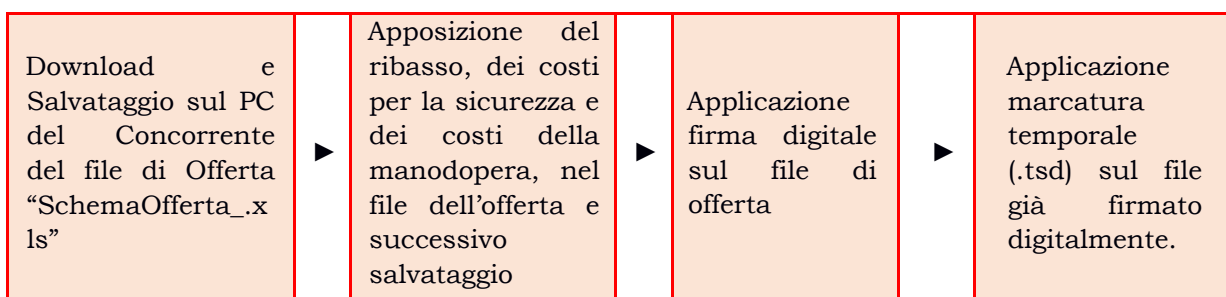 Download e
Salvataggio sul PC
del Concorrente
del file di Offerta
“SchemaOfferta_.x
ls”
►
Apposizione del
ribasso, dei costi
per la sicurezza e
dei costi della
manodopera, nel
file dell’offerta e
successivo
salvataggio
►
Applicazione
firma digitale
sul file di
offerta
►
Applicazione
marcatura
temporale
(.tsd) sul file
già firmato
digitalmente.